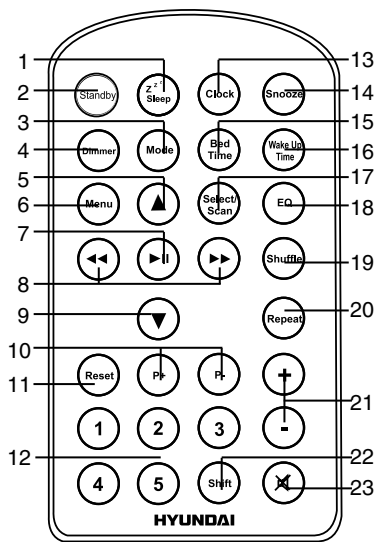 1 13
2 Standby Zzz Sleep Clock Snooze 14
3 15
4 Dimmer Mode Bed Time Wake Up Time 16
5 17
6 Menu ▲ Select/Scan EQ 18
7
8 ◀◀ ▶II ▶▶ Shuffle 19
9 ▼ Repeat 20
10
11 Reset P+ P- + 21
1 2 3 -
12 22
4 5 Shift 23
HYUNDAI